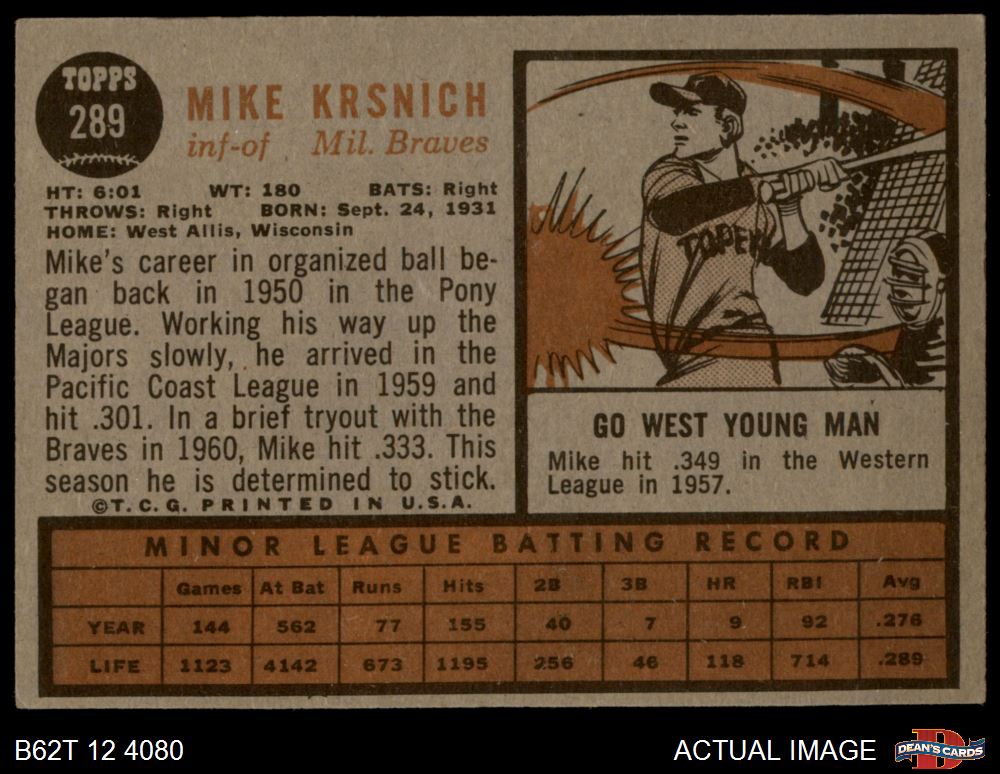 TOPPS
289
MIKE KRSNICH
inf-of Mil. Braves
HT: 6:01 WT: 180 BATS: Right
THROWS: Right BORN: Sept. 24, 1931
HOME: West Allis, Wisconsin
Mike's career in organized ball be-
gan back in 1950 in the Pony
League. Working his way up the
Majors slowly, he arrived in the
Pacific Coast League in 1959 and
hit .301. In a brief tryout with the
Braves in 1960, Mike hit .333. This
season he is determined to stick.
©T.C.G. PRINTED IN U.S.A.
TOPEK
GO WEST YOUNG MAN
Mike hit .349 in the Western
League in 1957.
MINOR LEAGUE BATTING RECORD
Games At Bat Runs Hits 2B 3B HR RBI Avg
YEAR 144 562 77 155 40 7 9 92 .276
LIFE 1123 4142 673 1195 256 46 118 714 .289
B62T 12 4080 ACTUAL IMAGE DEAN'S CARDS